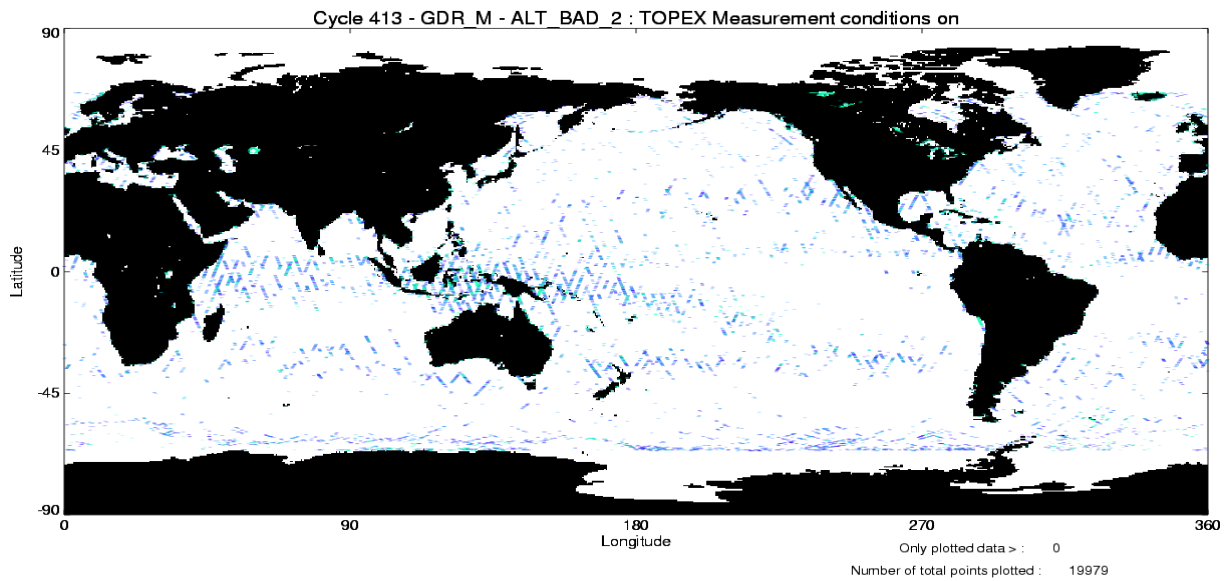 Cycle 413 - GDR_M - ALT_BAD_2 : TOPEX Measurement conditions on
90
45
0
-45
-90
Latitude
0
90
180
270
360
Longitude
Only plotted data > : 0
Number of total points plotted : 19979